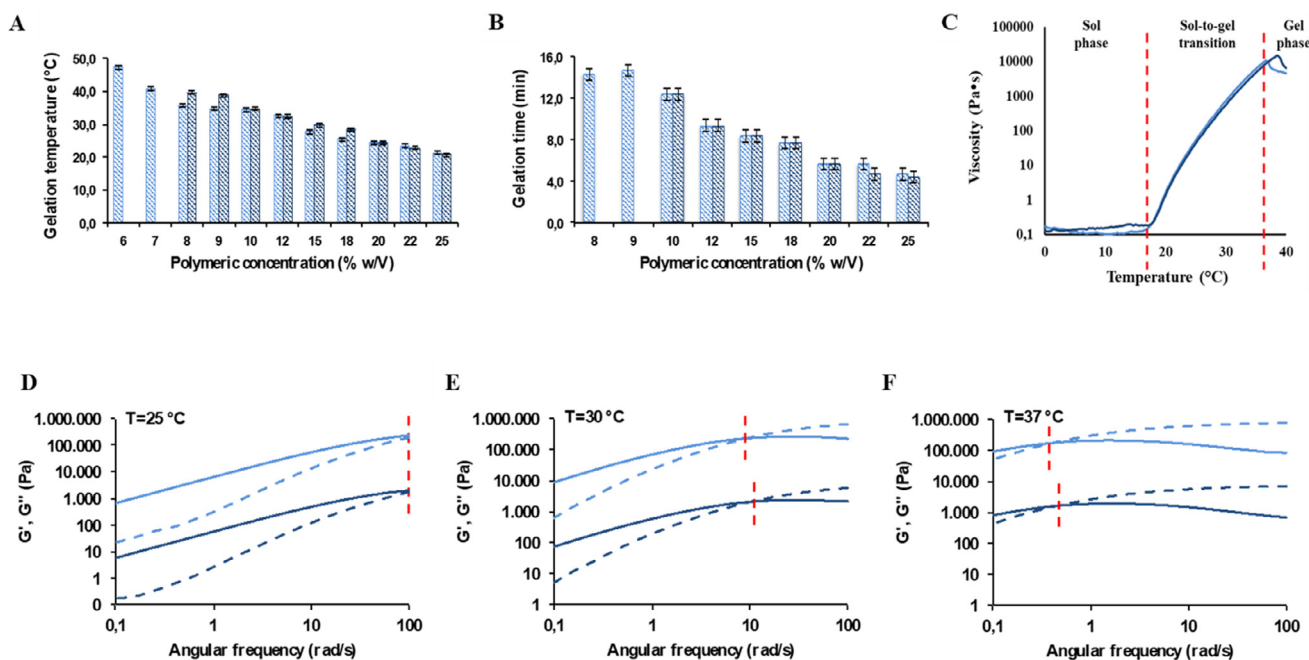 A
Gelation temperature (°C)
50,0
40,0
30,0
20,0
10,0
0,0
6 7 8 9 10 12 15 18 20 22 25
Polymeric concentration (% w/V)
B
Gelation time (min)
16,0
12,0
8,0
4,0
0,0
8 9 10 12 15 18 20 22 25
Polymeric concentration (% w/V)
C
Sol
phase
Sol-to-gel
transition
Gel
phase
Viscosity (Pa•s)
100000
10000
1000
100
10
1
0,1
0 10 20 30 40
Temperature (°C)
D
T=25 °C
G', G'' (Pa)
1.000.000
100.000
10.000
1.000
100
10
1
0
0,1 1 10 100
Angular frequency (rad/s)
E
T=30 °C
G', G'' (Pa)
1.000.000
100.000
10.000
1.000
100
10
1
0,1 1 10 100
Angular frequency (rad/s)
F
T=37 °C
G', G'' (Pa)
1.000.000
100.000
10.000
1.000
100
10
1
0,1 1 10 100
Angular frequency (rad/s)